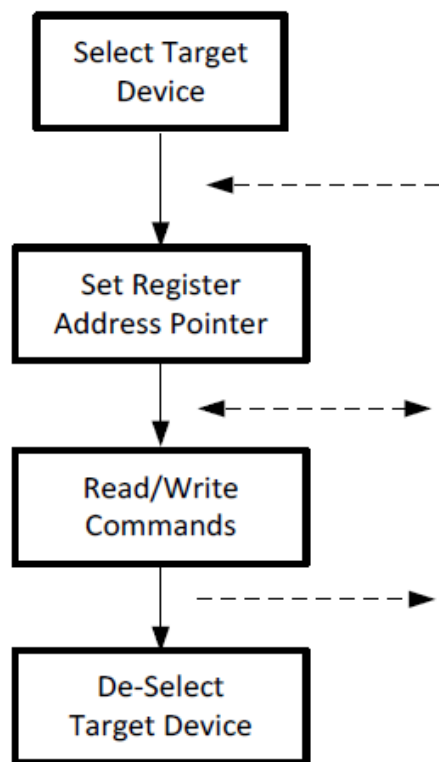 Select Target
Device
Set Register
Address Pointer
Read/Write
Commands
De-Select
Target Device